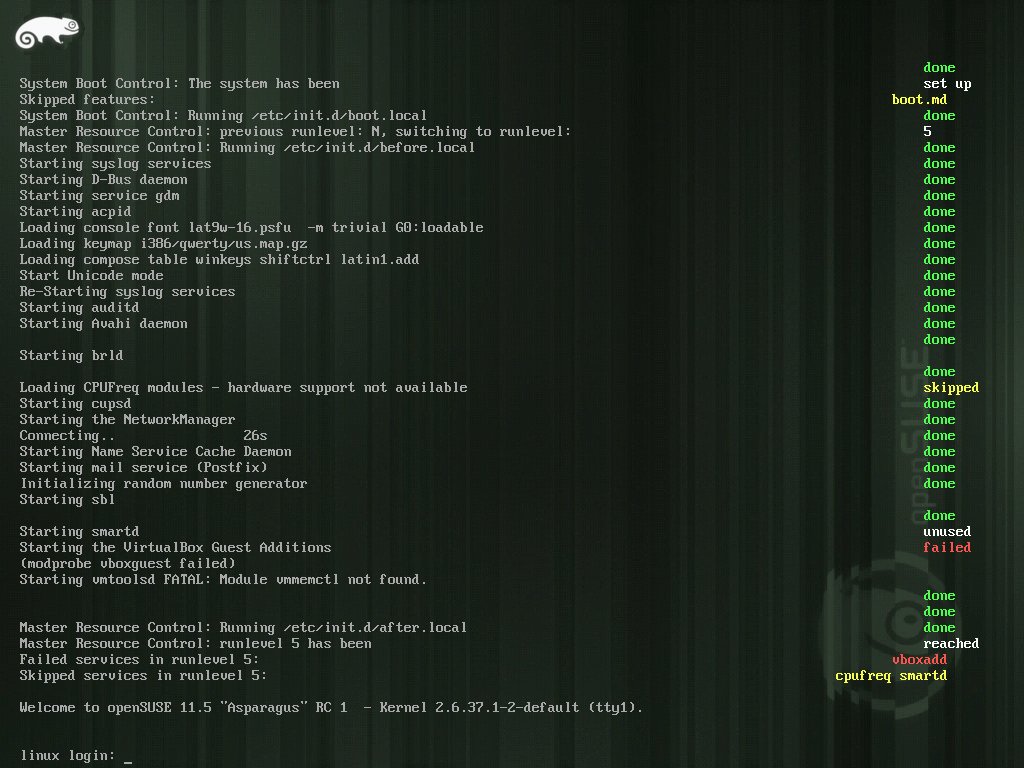 done
System Boot Control: The system has been set up
Skipped features: boot.md
System Boot Control: Running /etc/init.d/boot.local done
Master Resource Control: previous runlevel: N, switching to runlevel: 5
Master Resource Control: Running /etc/init.d/before.local done
Starting syslog services done
Starting D-Bus daemon done
Starting service gdm done
Starting acpid done
Loading console font lat9w-16.psfu  -m trivial G0:loadable done
Loading keymap i386/qwerty/us.map.gz done
Loading compose table winkeys shiftctrl latin1.add done
Start Unicode mode done
Re-Starting syslog services done
Starting auditd done
Starting Avahi daemon done
done
Starting brld
done
Loading CPUFreq modules - hardware support not available skipped
Starting cupsd done
Starting the NetworkManager done
Connecting.. 26s done
Starting Name Service Cache Daemon done
Starting mail service (Postfix) done
Initializing random number generator done
Starting sbl
done
Starting smartd unused
Starting the VirtualBox Guest Additions failed
(modprobe vboxguest failed)
Starting vmtoolsd FATAL: Module vmmemctl not found.
done
done
Master Resource Control: Running /etc/init.d/after.local done
Master Resource Control: runlevel 5 has been reached
Failed services in runlevel 5: vboxadd
Skipped services in runlevel 5: cpufreq smartd
Welcome to openSUSE 11.5 "Asparagus" RC 1  - Kernel 2.6.37.1-2-default (tty1).
linux login: _
openSUSE